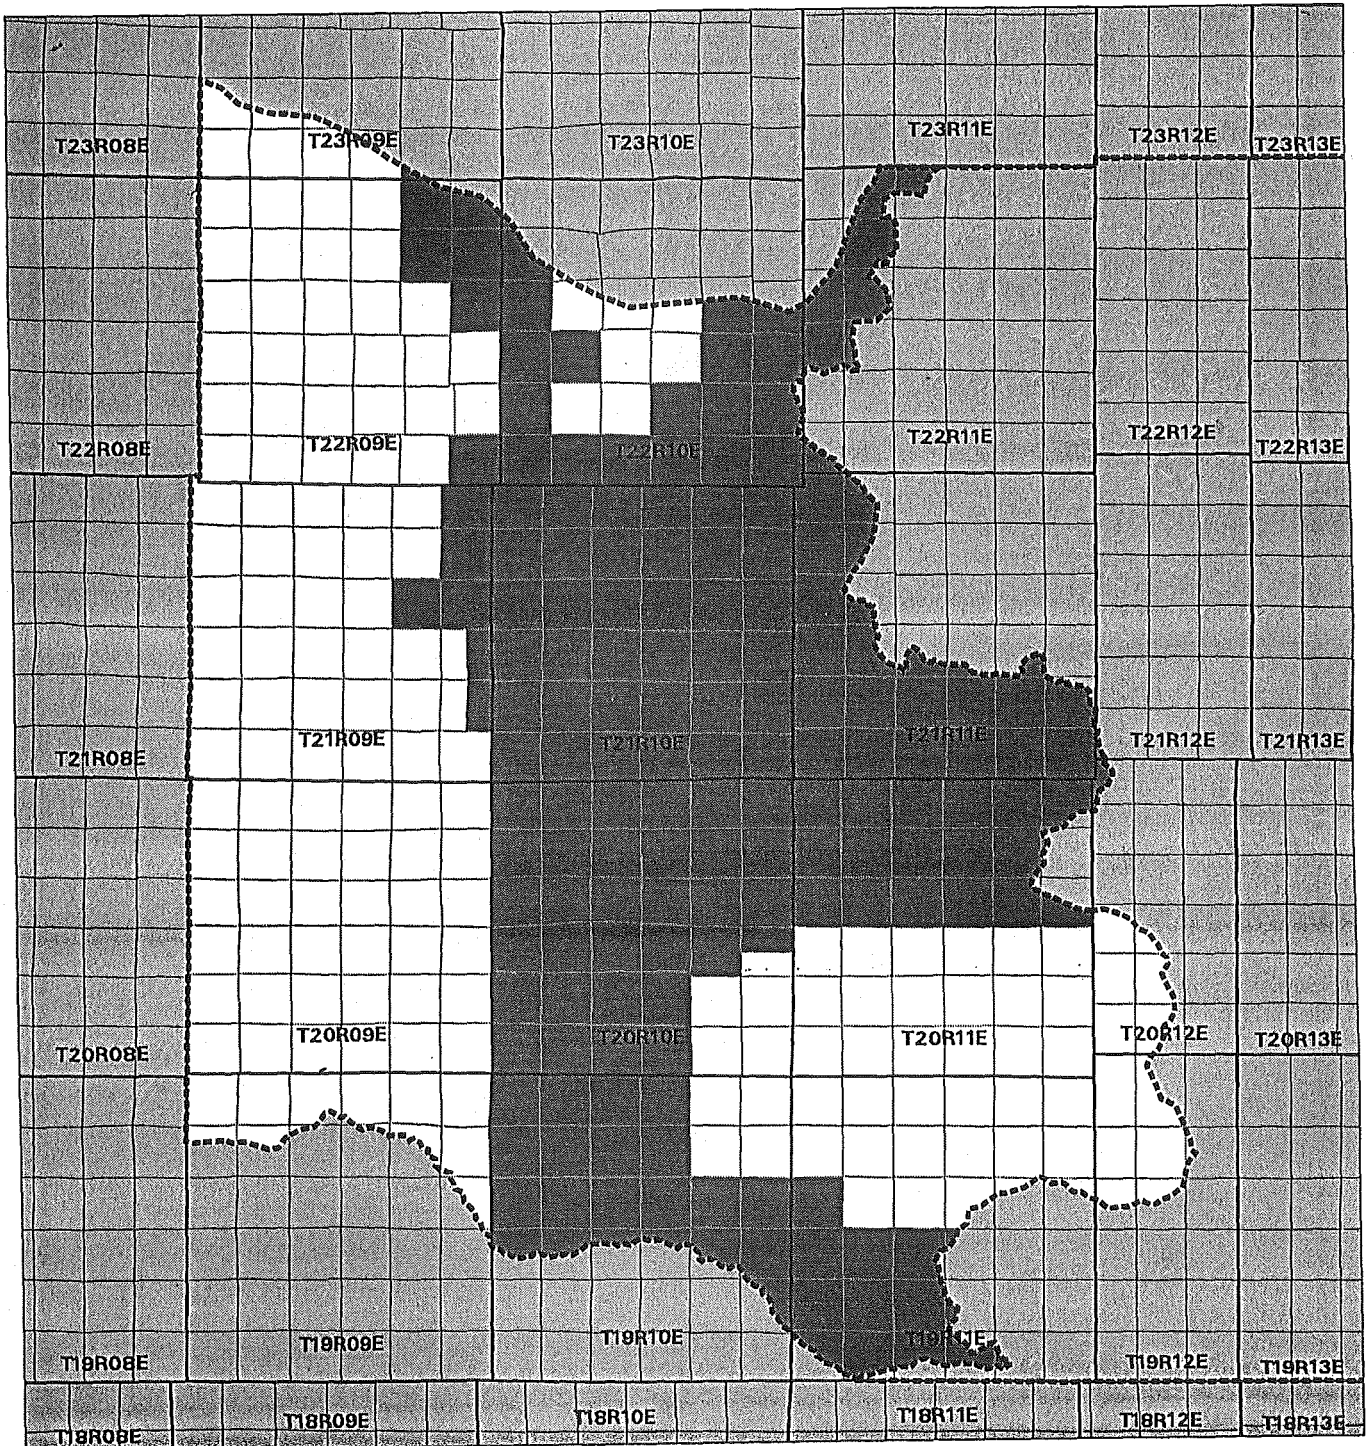 T23R08E T23R09E T23R10E T23R11E T23R12E T23R13E
T22R08E T22R09E T22R10E T22R11E T22R12E T22R13E
T21R08E T21R09E T21R10E T21R11E T21R12E T21R13E
T20R08E T20R09E T20R10E T20R11E T20R12E T20R13E
T19R08E T19R09E T19R10E T19R11E T19R12E T19R13E
T18R08E T18R09E T18R10E T18R11E T18R12E T18R13E